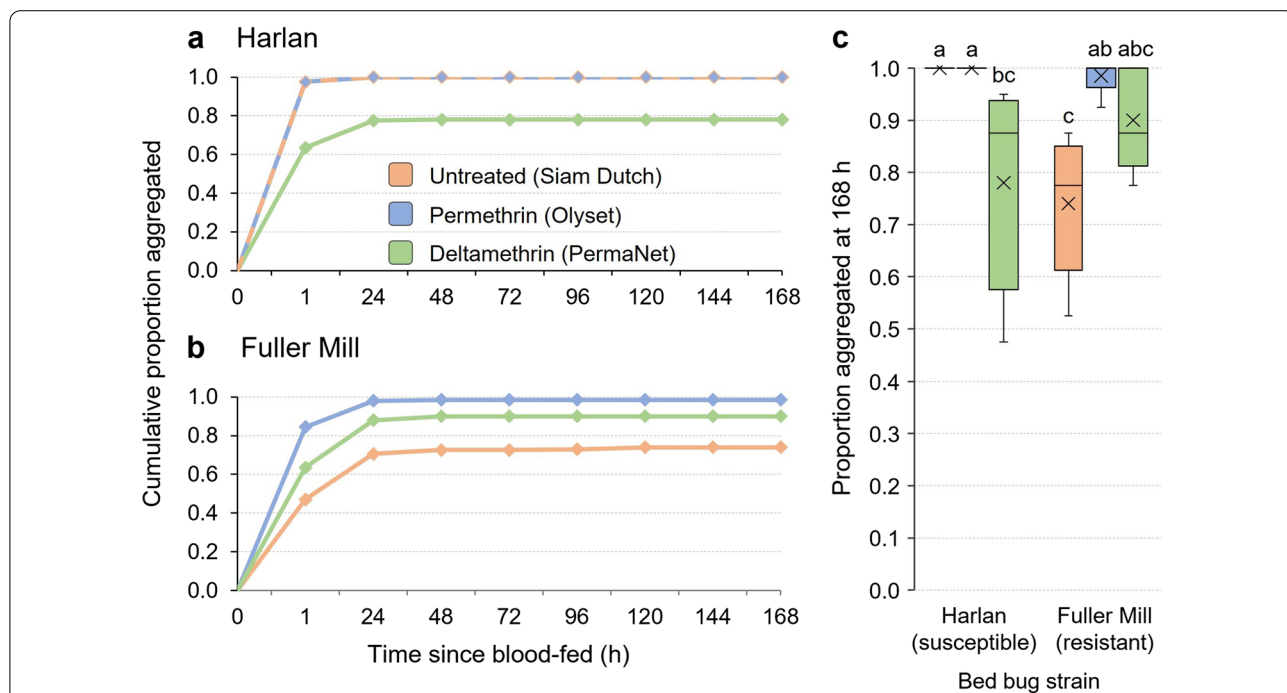 a Harlan
1.0
0.8
0.6
0.4
0.2
0.0
0 1 24 48 72 96 120 144 168
Untreated (Siam Dutch)
Permethrin (Olyset)
Deltamethrin (PermaNet)
Cumulative proportion aggregated
b Fuller Mill
1.0
0.8
0.6
0.4
0.2
0.0
0 1 24 48 72 96 120 144 168
Time since blood-fed (h)
c
a a bc c ab abc
Proportion aggregated at 168 h
1.0
0.9
0.8
0.7
0.6
0.5
0.4
0.3
0.2
0.1
0.0
Harlan
(susceptible)
Fuller Mill
(resistant)
Bed bug strain